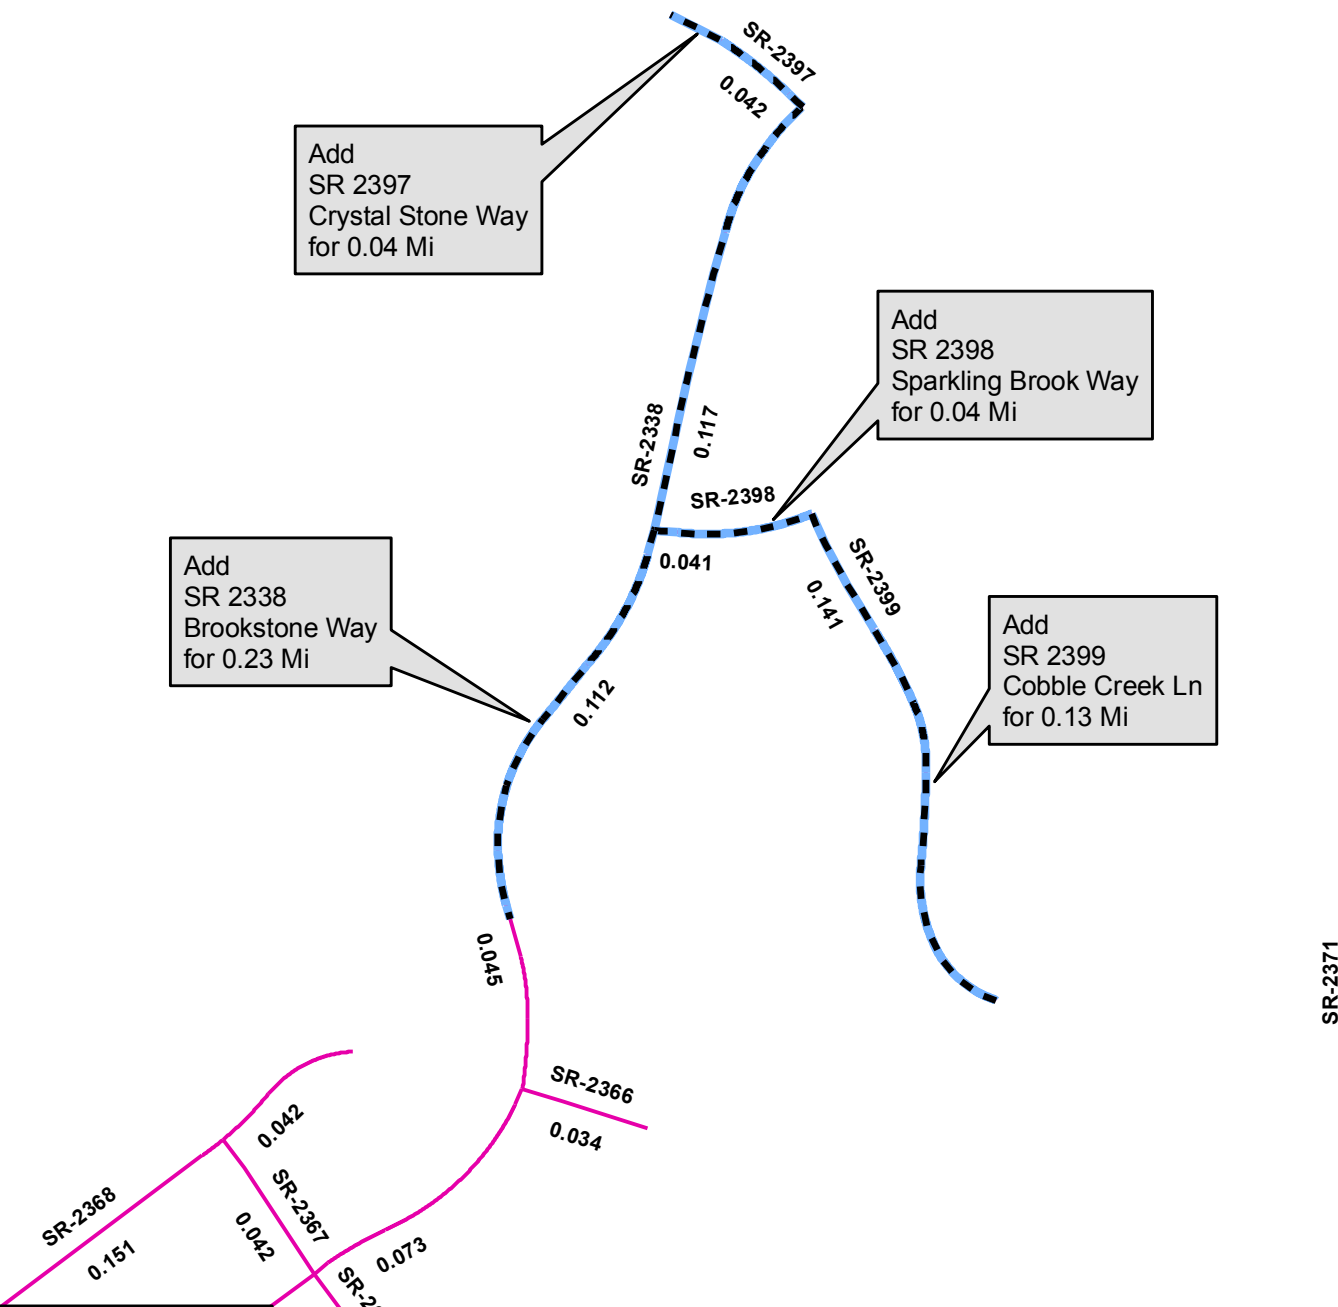 SR-2397
0.042
Add
SR 2397
Crystal Stone Way
for 0.04 Mi
Add
SR 2398
Sparkling Brook Way
for 0.04 Mi
SR-2338
0.117
SR-2398
0.041
SR-2399
0.141
Add
SR 2338
Brookstone Way
for 0.23 Mi
Add
SR 2399
Cobble Creek Ln
for 0.13 Mi
0.112
0.045
SR-2371
SR-2366
0.034
0.042
SR-2368
0.151
SR-2367
0.042
0.073